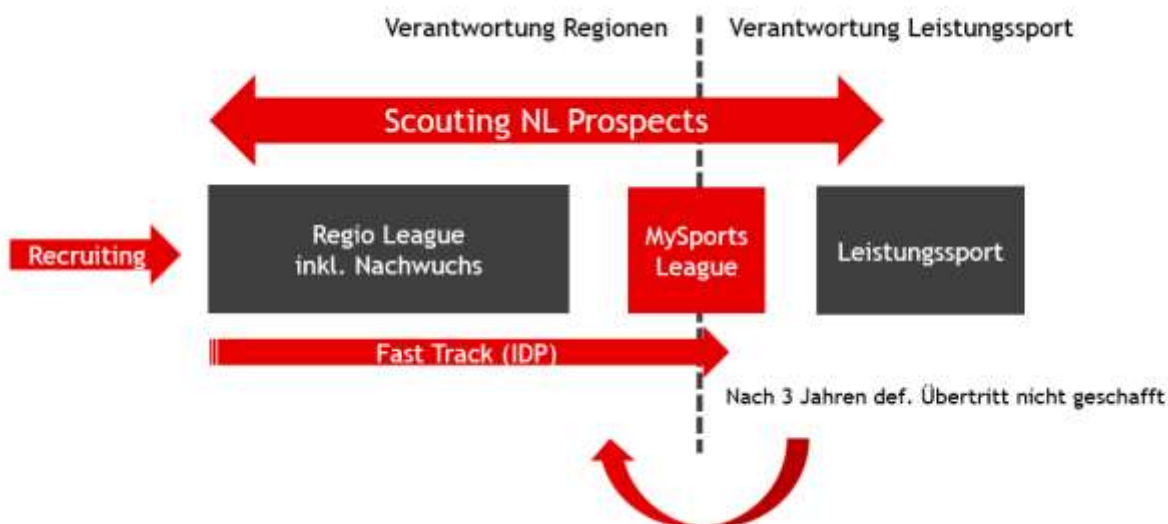 Verantwortung Regionen
Verantwortung Leistungssport
Scouting NL Prospects
Recruiting
Regio League
inkl. Nachwuchs
MySports
League
Leistungssport
Fast Track (IDP)
Nach 3 Jahren def. Übertritt nicht geschafft